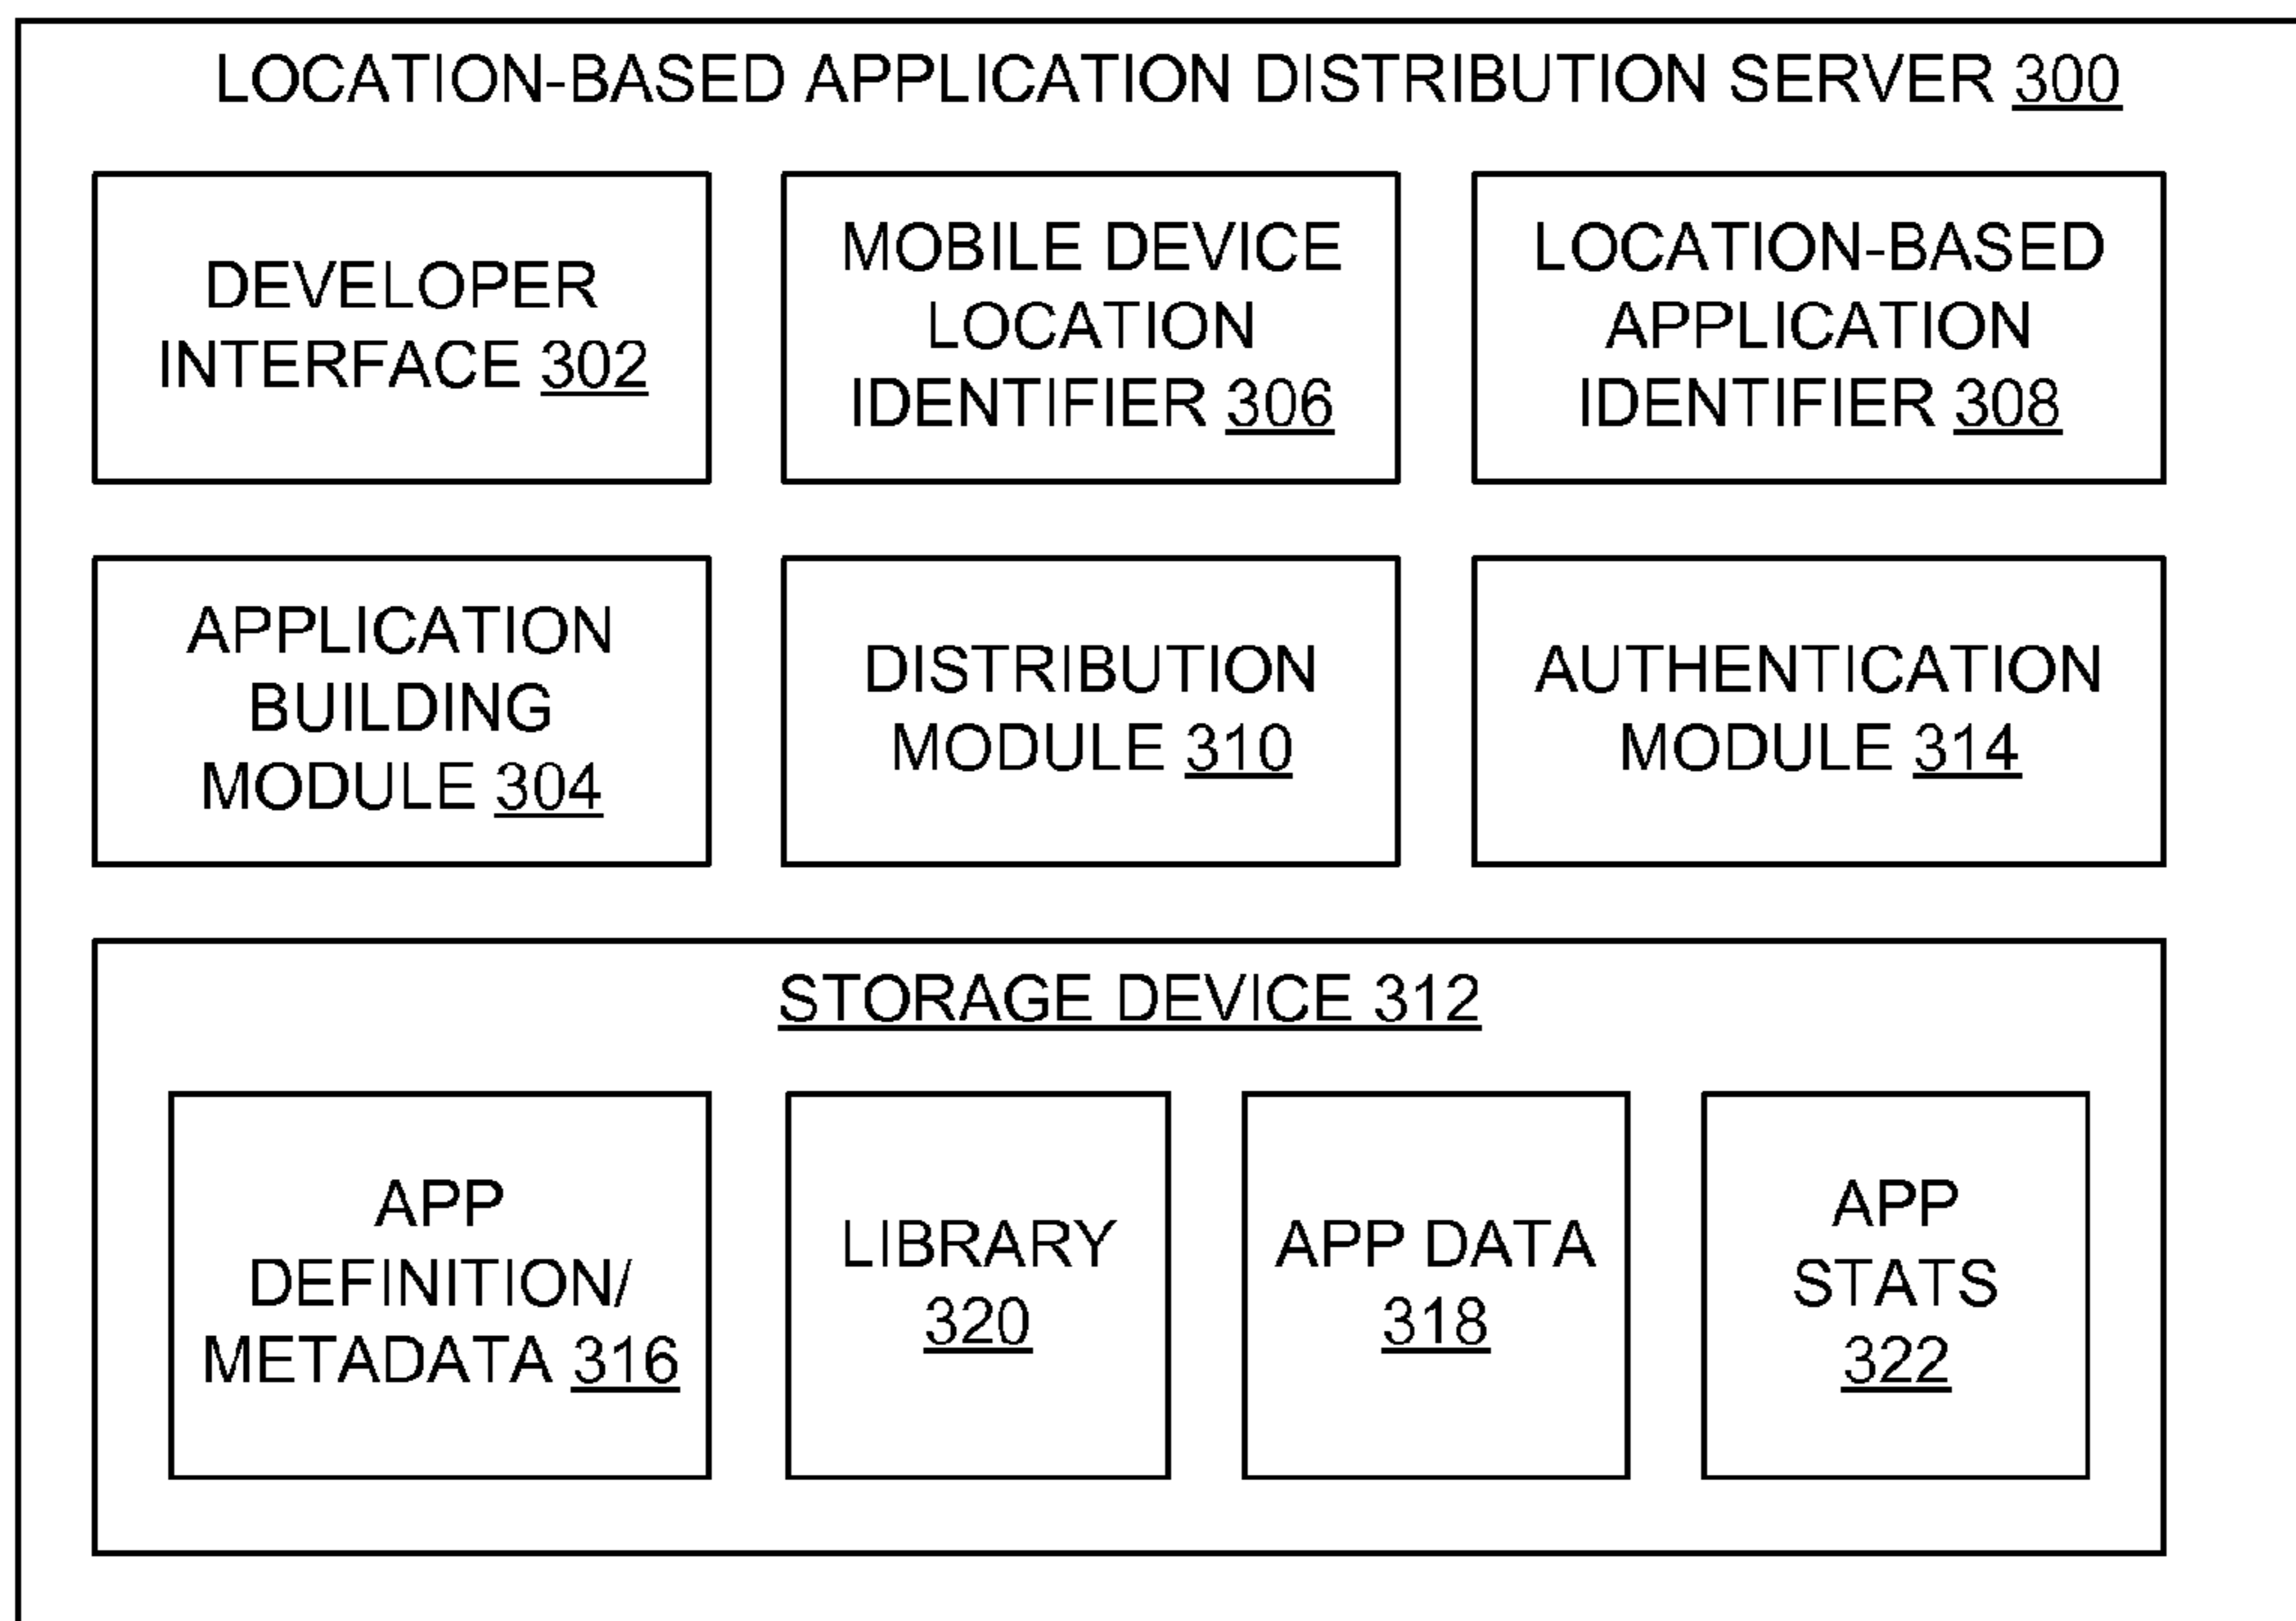 LOCATION-BASED APPLICATION DISTRIBUTION SERVER 300
DEVELOPER
INTERFACE 302
MOBILE DEVICE
LOCATION
IDENTIFIER 306
LOCATION-BASED
APPLICATION
IDENTIFIER 308
APPLICATION
BUILDING
MODULE 304
DISTRIBUTION
MODULE 310
AUTHENTICATION
MODULE 314
STORAGE DEVICE 312
APP
DEFINITION/
METADATA 316
LIBRARY
320
APP DATA
318
APP
STATS
322